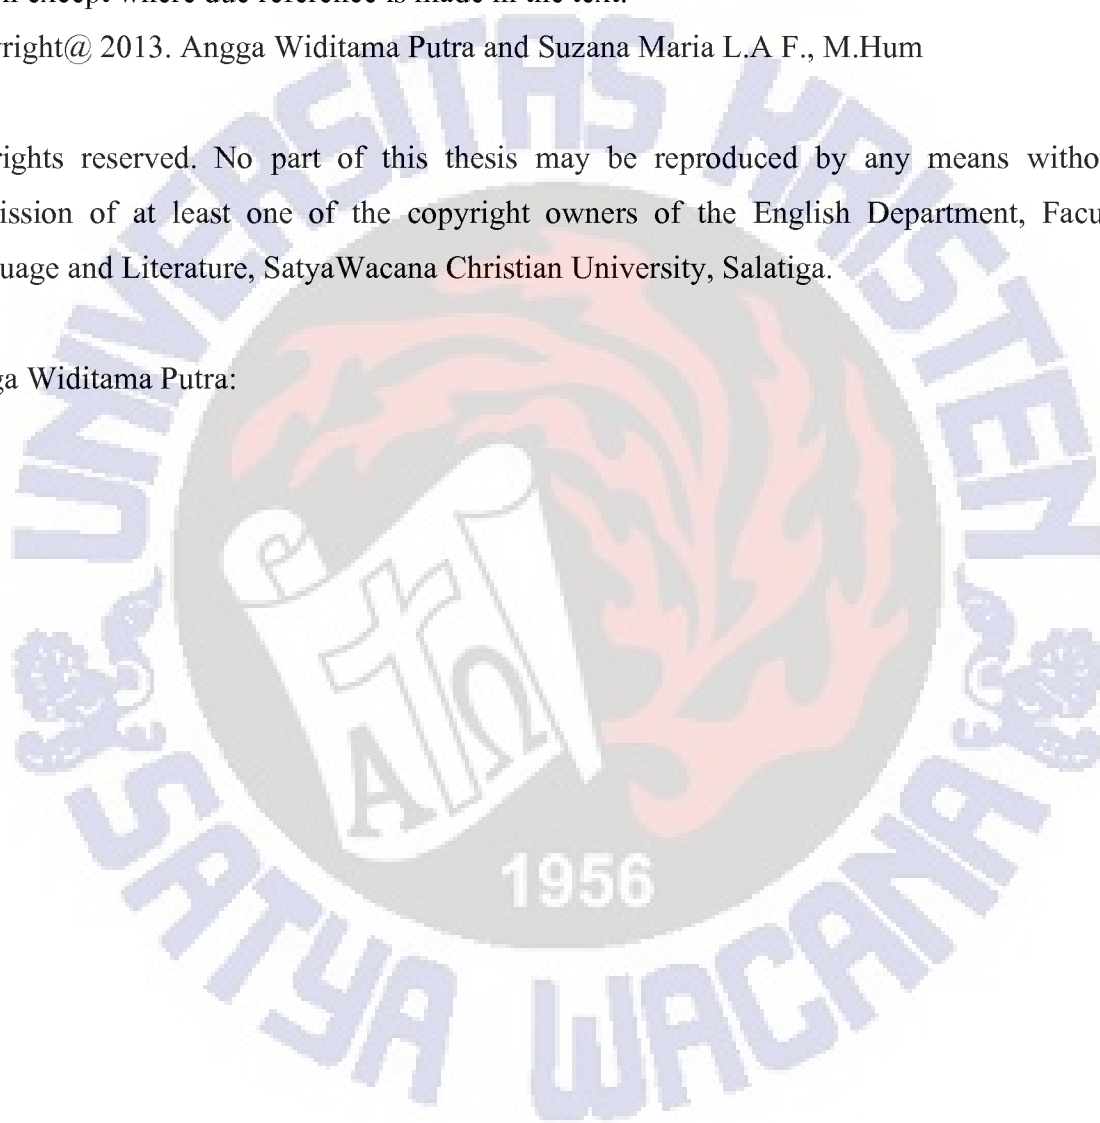 except where due reference is made in the text.
right@ 2013. Angga Widitama Putra and Suzana Maria L.A F., M.Hum
rights reserved. No part of this thesis may be reproduced by any means witho
ission of at least one of the copyright owners of the English Department, Facu
uage and Literature, SatyaWacana Christian University, Salatiga.
ga Widitama Putra:
UNIVERSITAS KRISTEN
Α Ω
1956
SATYA WACANA